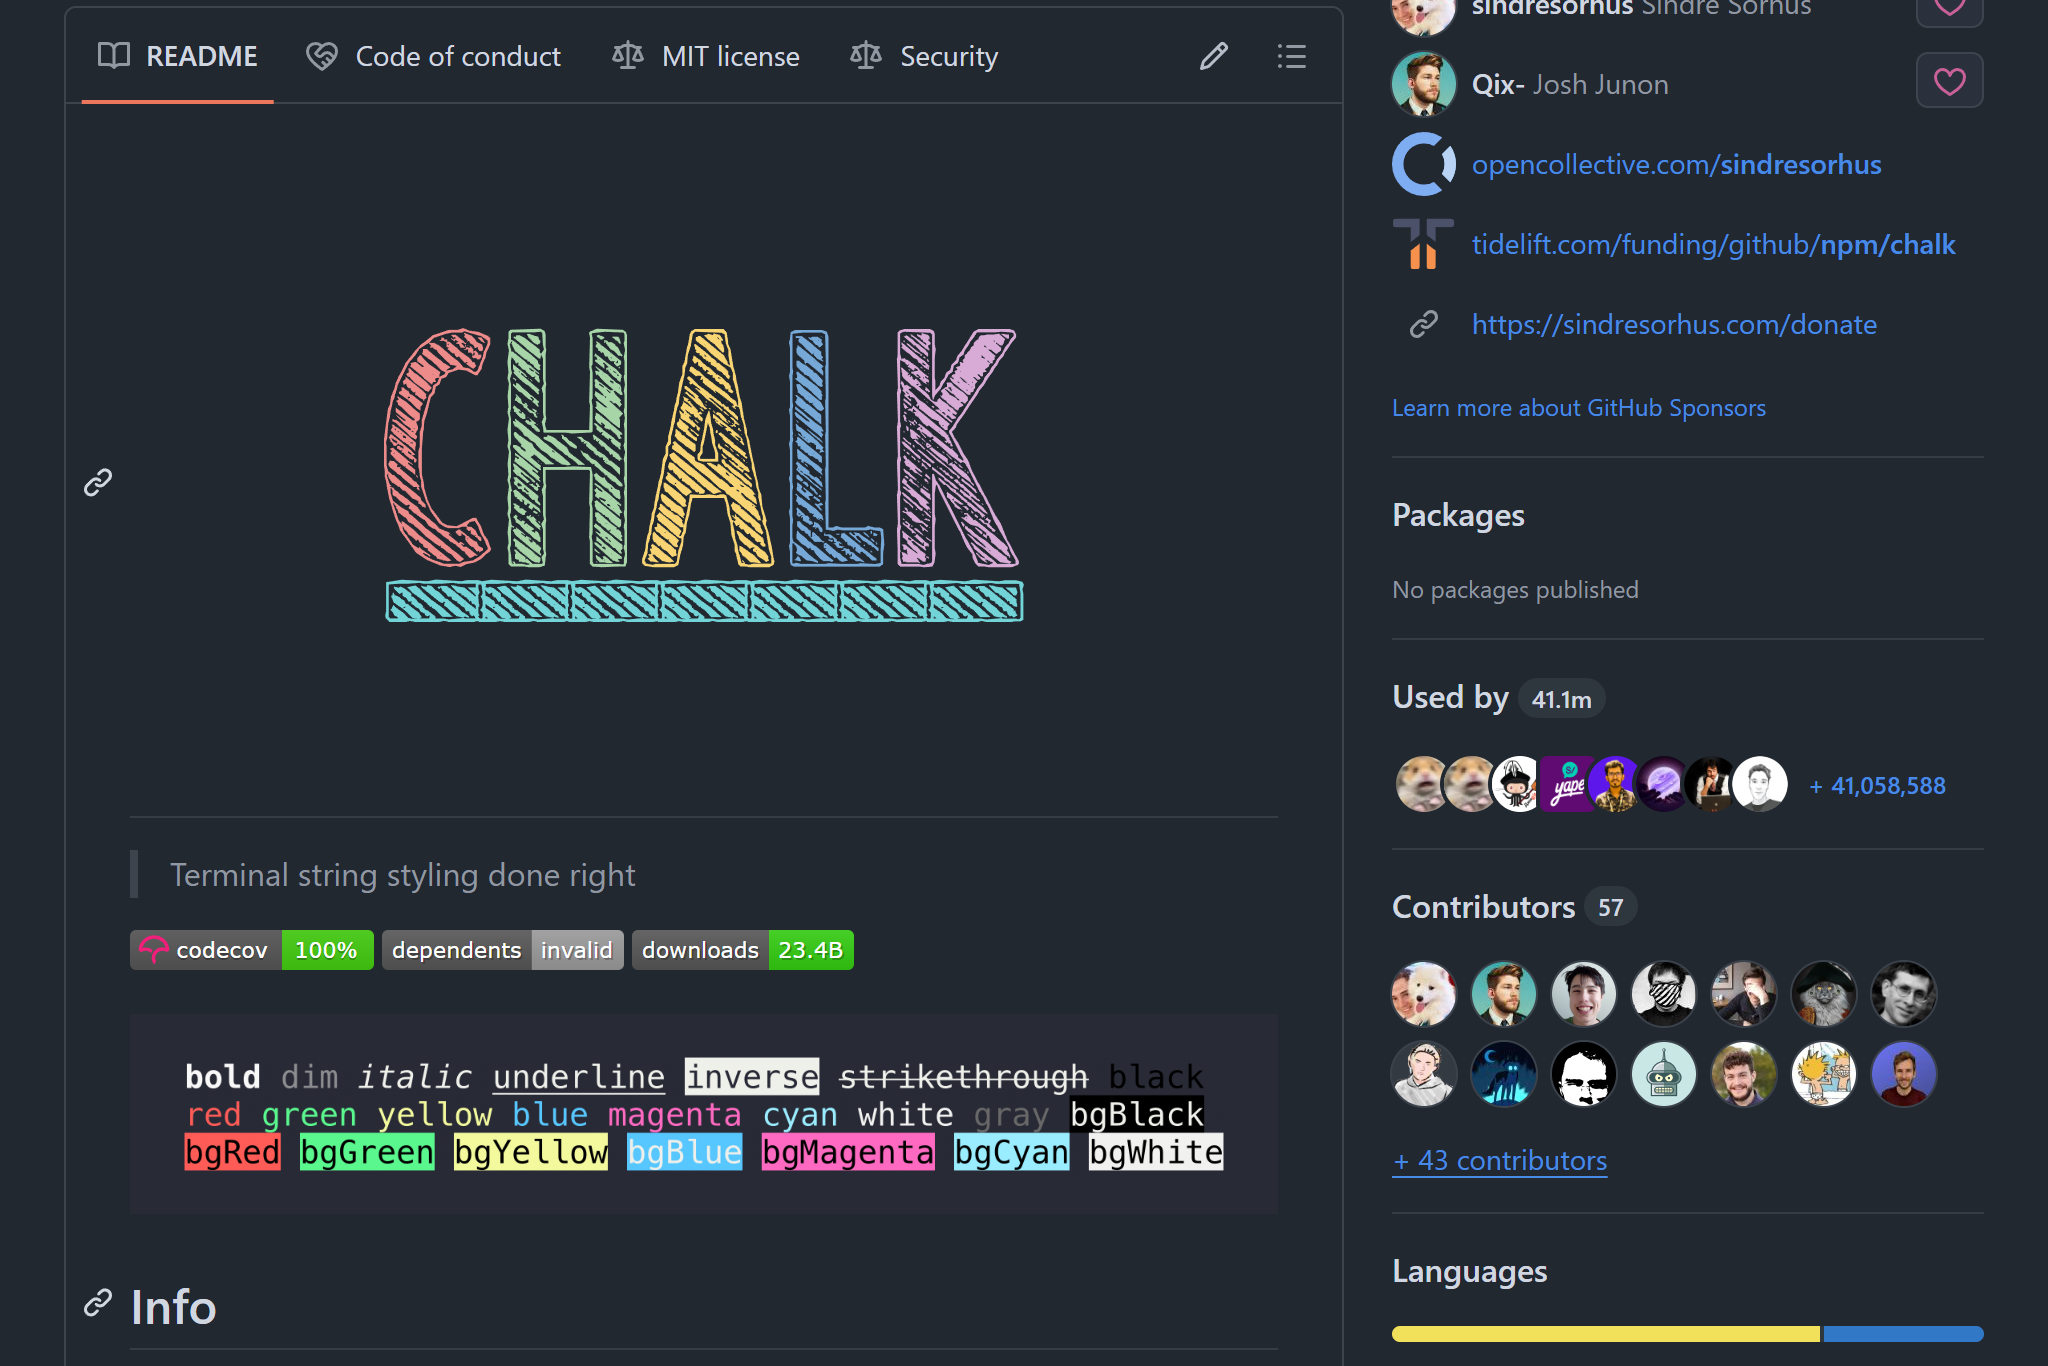 README Code of conduct MIT license Security
CHALK
Terminal string styling done right
codecov 100% dependents invalid downloads 23.4B
bold dim italic underline inverse strikethrough black
red green yellow blue magenta cyan white gray bgBlack
bgRed bgGreen bgYellow bgBlue bgMagenta bgCyan bgWhite
Info
sindresorhus Sindre Sorhus
Qix- Josh Junon
opencollective.com/sindresorhus
tidelift.com/funding/github/npm/chalk
https://sindresorhus.com/donate
Learn more about GitHub Sponsors
Packages
No packages published
Used by 41.1m
yape
+ 41,058,588
Contributors 57
+ 43 contributors
Languages